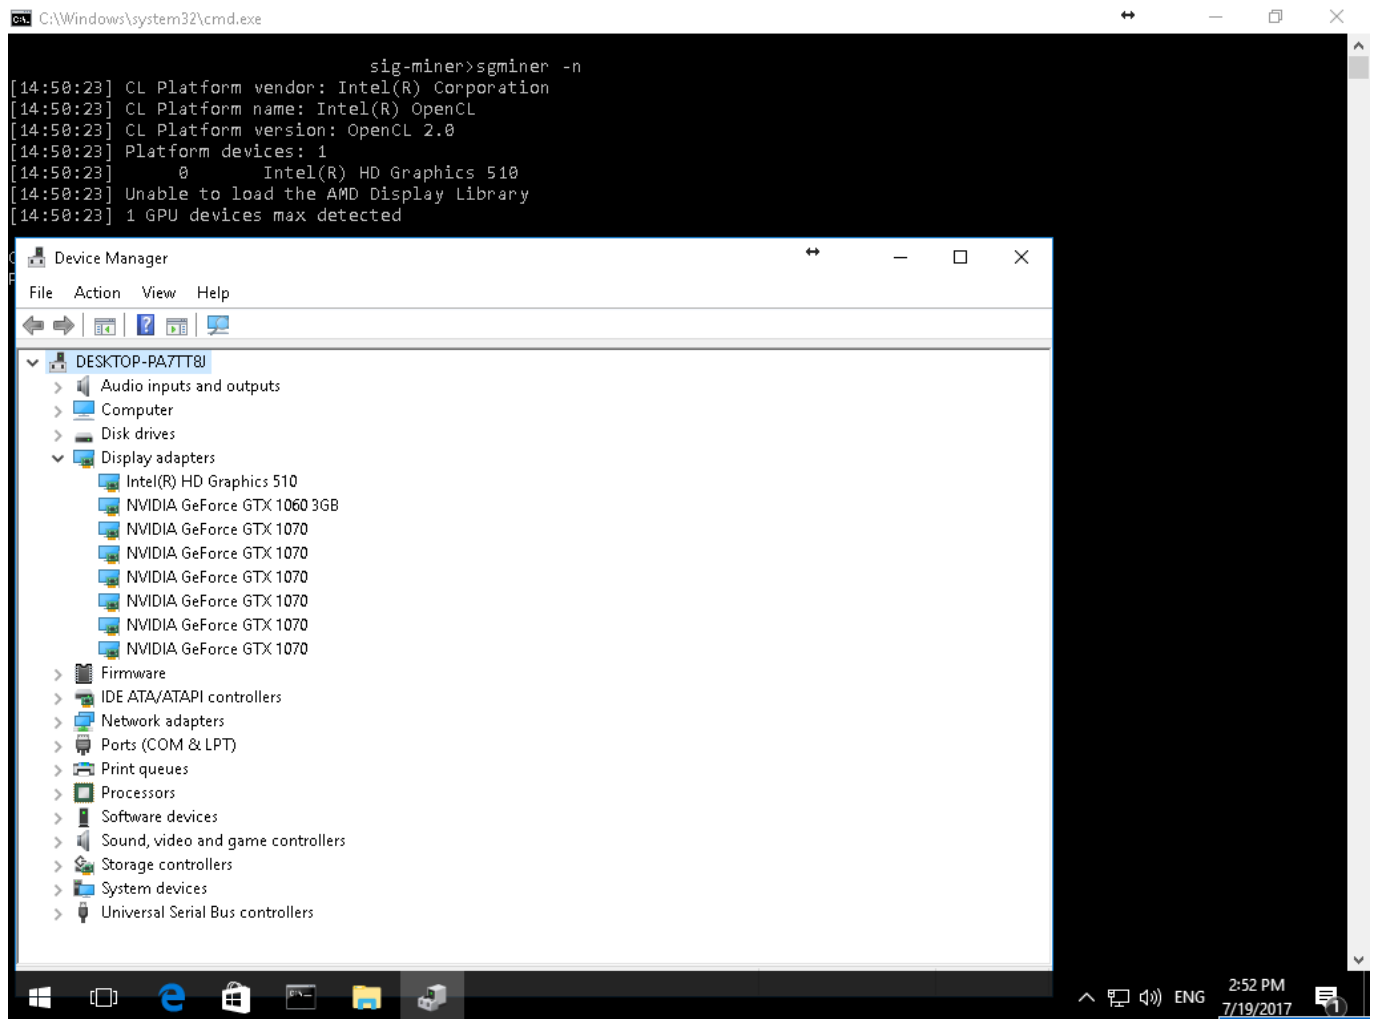 C:\Windows\system32\cmd.exe
sig-miner>sgminer -n
[14:50:23] CL Platform vendor: Intel(R) Corporation
[14:50:23] CL Platform name: Intel(R) OpenCL
[14:50:23] CL Platform version: OpenCL 2.0
[14:50:23] Platform devices: 1
[14:50:23] 0 Intel(R) HD Graphics 510
[14:50:23] Unable to load the AMD Display Library
[14:50:23] 1 GPU devices max detected
Device Manager
File Action View Help
DESKTOP-PA7TT8J
Audio inputs and outputs
Computer
Disk drives
Display adapters
Intel(R) HD Graphics 510
NVIDIA GeForce GTX 1060 3GB
NVIDIA GeForce GTX 1070
NVIDIA GeForce GTX 1070
NVIDIA GeForce GTX 1070
NVIDIA GeForce GTX 1070
NVIDIA GeForce GTX 1070
NVIDIA GeForce GTX 1070
Firmware
IDE ATA/ATAPI controllers
Network adapters
Ports (COM & LPT)
Print queues
Processors
Software devices
Sound, video and game controllers
Storage controllers
System devices
Universal Serial Bus controllers
ENG
2:52 PM
7/19/2017
1